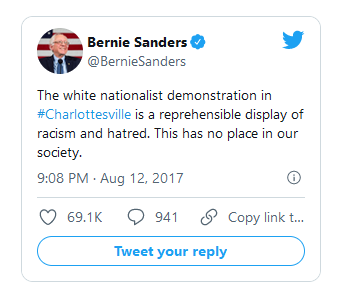 Bernie Sanders
@BernieSanders
The white nationalist demonstration in
#Charlottesville is a reprehensible display of
racism and hatred. This has no place in our
society.
9:08 PM · Aug 12, 2017
69.1K 941 Copy link t...
Tweet your reply